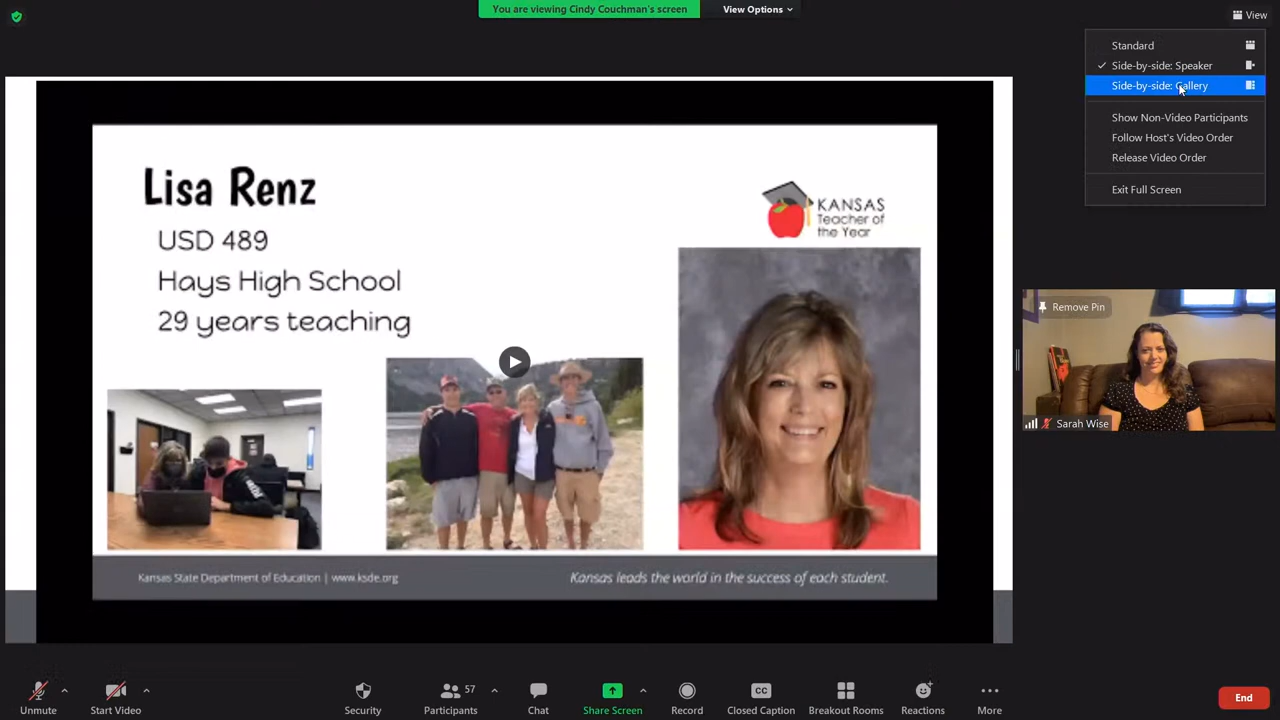 You are viewing Cindy Couchman's screen
View Options
View
Standard
Side-by-side: Speaker
Side-by-side: Gallery
Show Non-Video Participants
Follow Host's Video Order
Release Video Order
Exit Full Screen
Lisa Renz
USD 489
Hays High School
29 years teaching
KANSAS
Teacher of
the Year
Kansas State Department of Education | www.ksde.org
Kansas leads the world in the success of each student.
Remove Pin
Sarah Wise
Unmute
Start Video
Security
Participants
57
Chat
Share Screen
Record
CC
Closed Caption
Breakout Rooms
Reactions
More
End